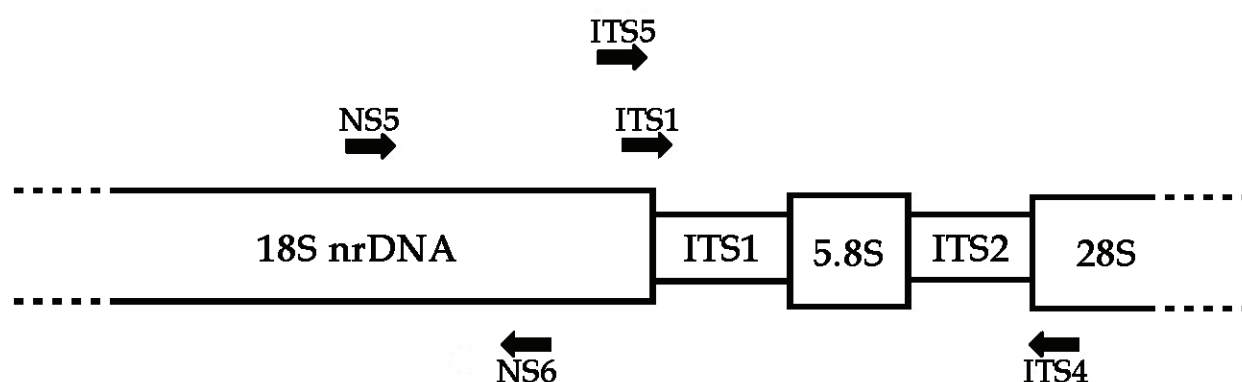 ITS5
NS5 ITS1
18S nrDNA ITS1 5.8S ITS2 28S
NS6 ITS4